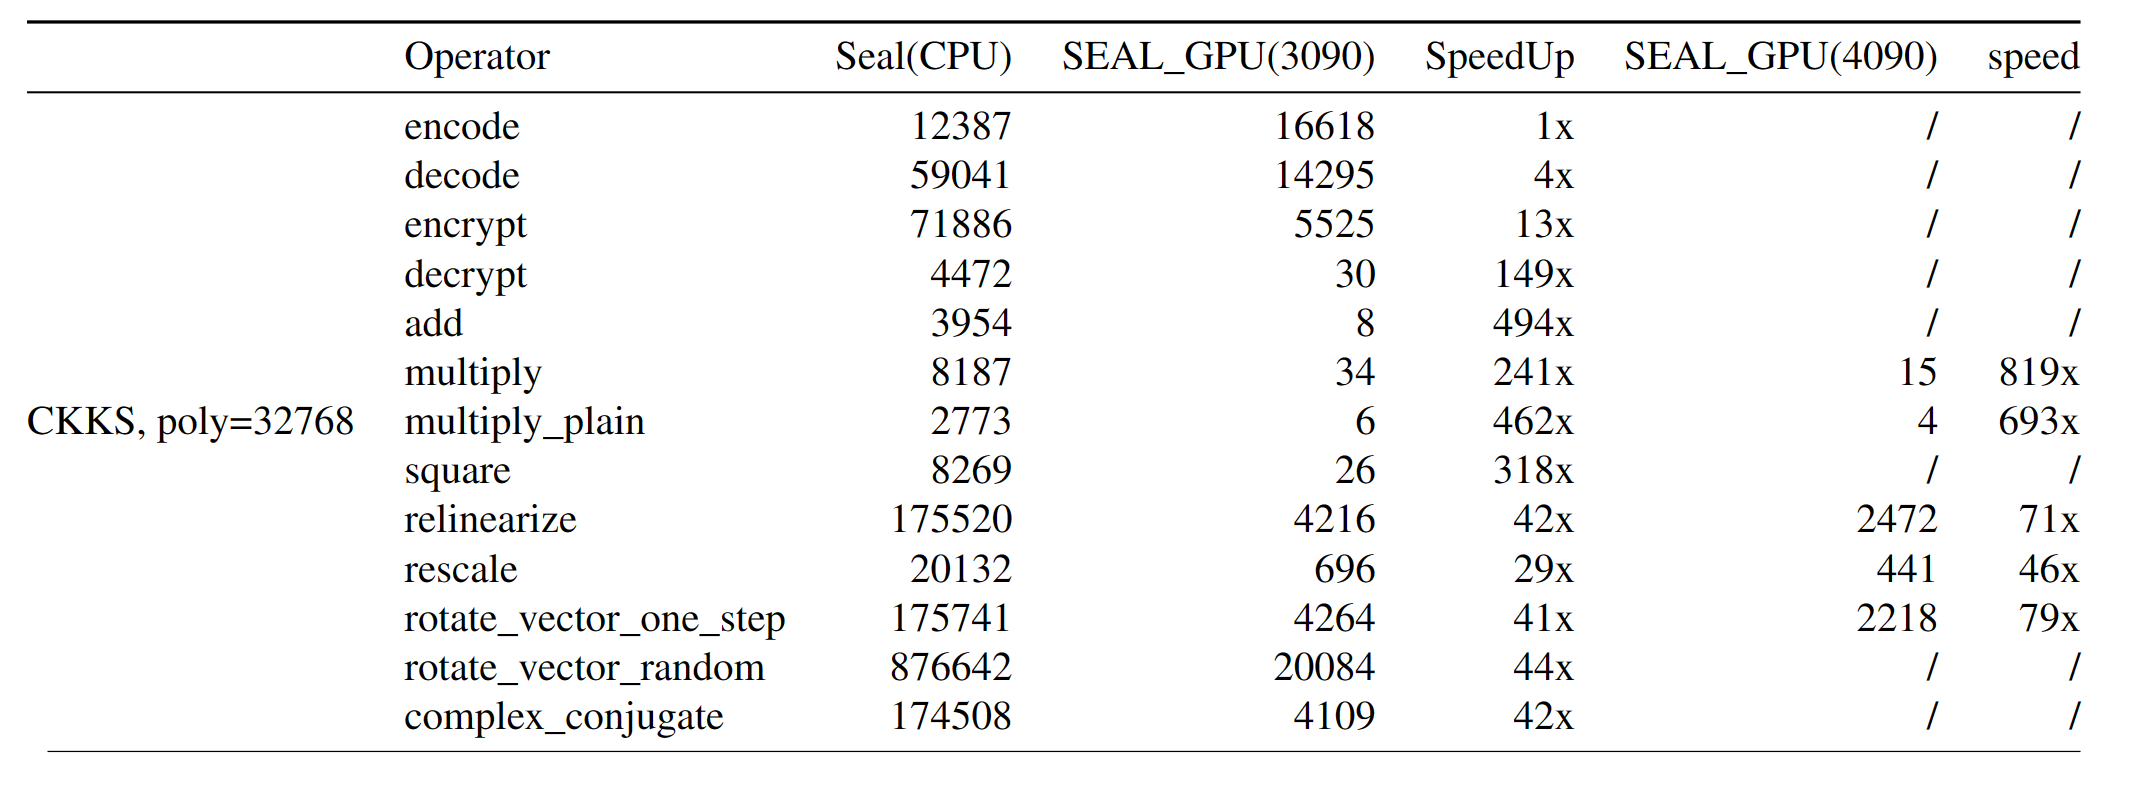 Operator Seal(CPU) SEAL_GPU(3090) SpeedUp SEAL_GPU(4090) speed
encode 12387 16618 1x / /
decode 59041 14295 4x / /
encrypt 71886 5525 13x / /
decrypt 4472 30 149x / /
add 3954 8 494x / /
multiply 8187 34 241x 15 819x
CKKS, poly=32768 multiply_plain 2773 6 462x 4 693x
square 8269 26 318x / /
relinearize 175520 4216 42x 2472 71x
rescale 20132 696 29x 441 46x
rotate_vector_one_step 175741 4264 41x 2218 79x
rotate_vector_random 876642 20084 44x / /
complex_conjugate 174508 4109 42x / /